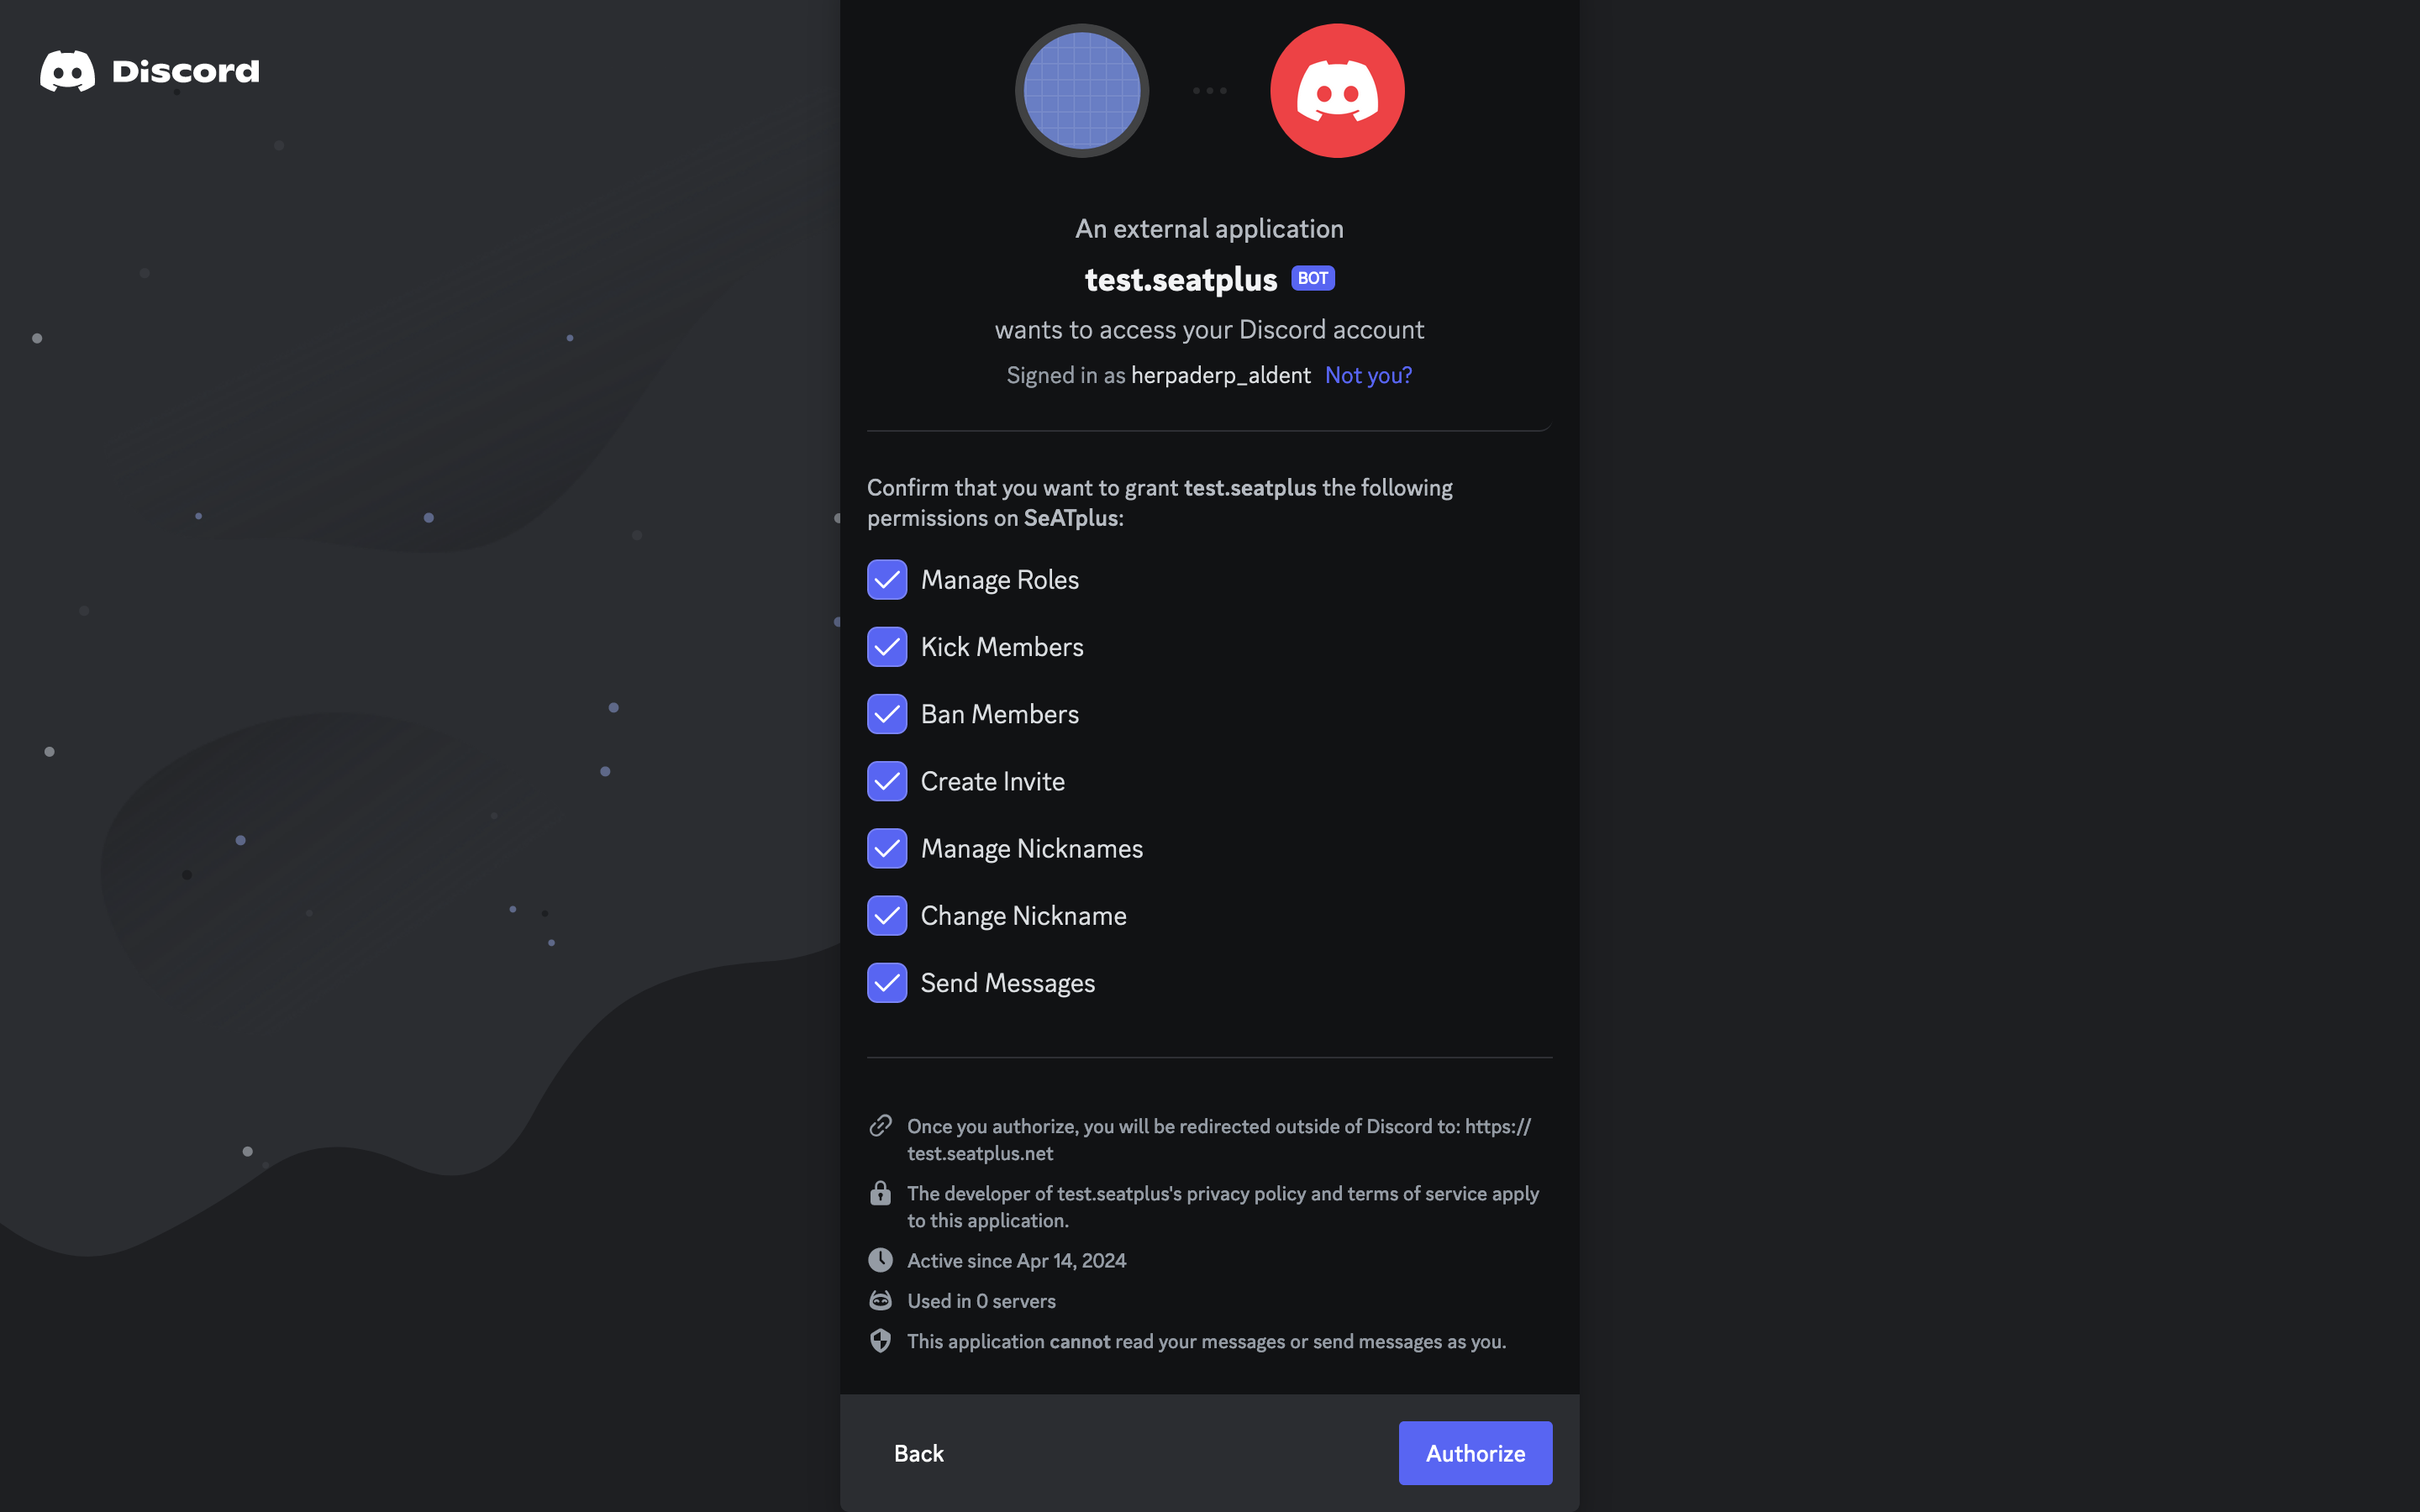 Discord
An external application
test.seatplus BOT
wants to access your Discord account
Signed in as herpaderp_aldent Not you?
Confirm that you want to grant test.seatplus the following
permissions on SeATplus:
Manage Roles
Kick Members
Ban Members
Create Invite
Manage Nicknames
Change Nickname
Send Messages
Once you authorize, you will be redirected outside of Discord to: https://
test.seatplus.net
The developer of test.seatplus's privacy policy and terms of service apply
to this application.
Active since Apr 14, 2024
Used in 0 servers
This application cannot read your messages or send messages as you.
Back
Authorize